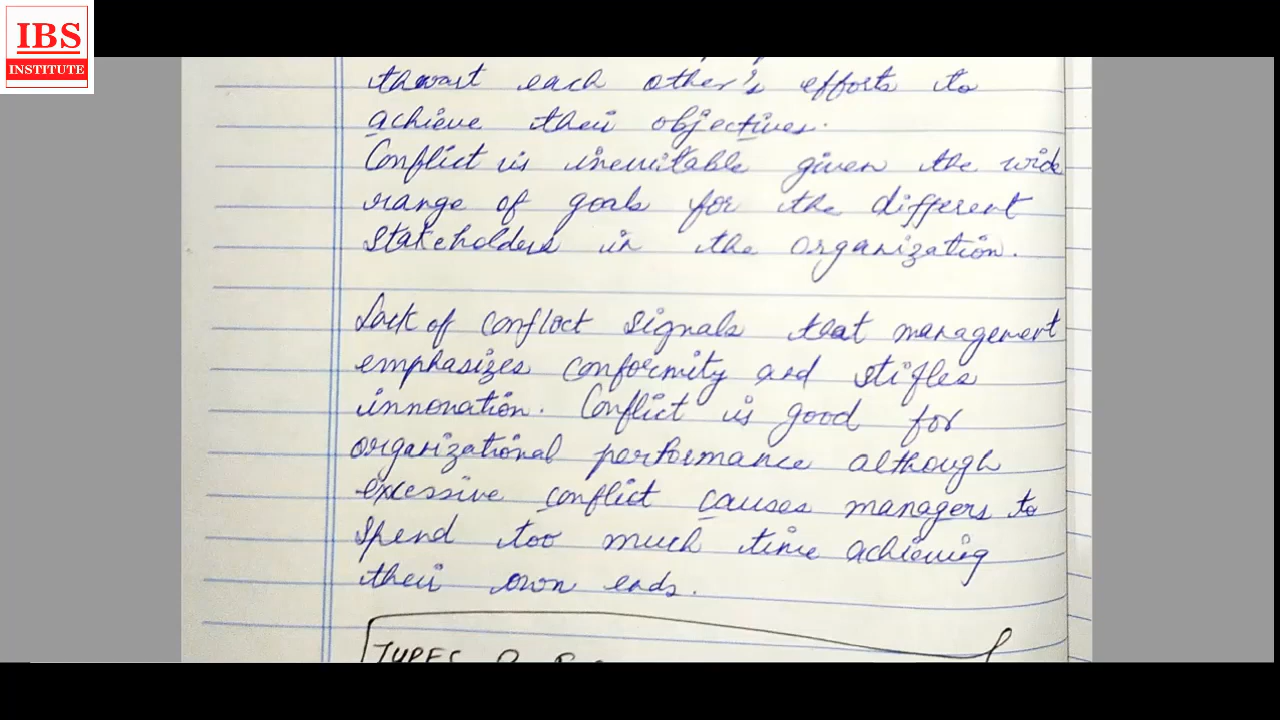 IBS
INSTITUTE
thwart each other's efforts to
achieve their objectives.
Conflict is inevitable given the wide
range of goals for the different
stakeholders in the organization.
Lack of conflict signals that management
emphasizes conformity and stifles
innovation. Conflict is good for
organizational performance although
excessive conflict causes managers to
spend too much time achieving
their own ends.
TYPES